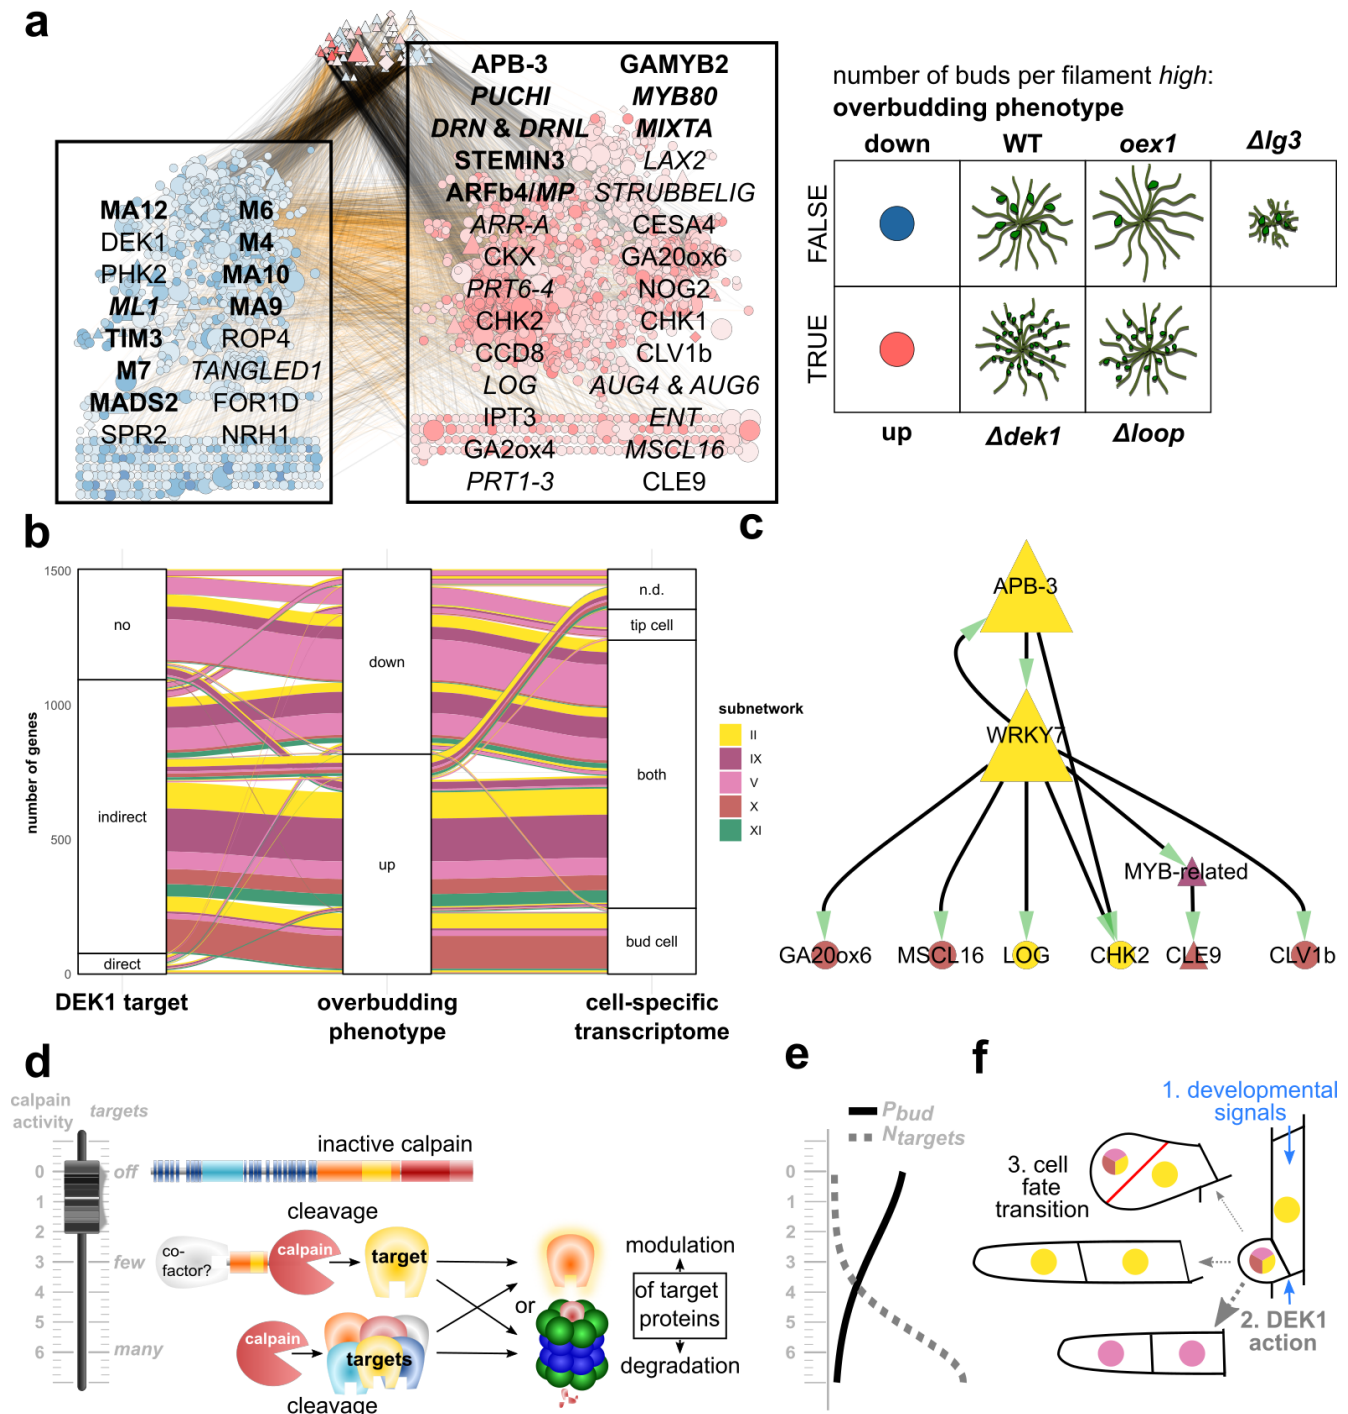 a
APB-3 GAMYB2
PUCHI MYB80
DRN & DRNL MIXTA
STEMIN3 LAX2
ARFb4/MP STRUBBELIG
ARR-A CESA4
CKX GA20ox6
PRT6-4 NOG2
CHK2 CHK1
CCD8 CLV1b
LOG AUG4 & AUG6
IPT3 ENT
GA2ox4 MSCL16
PRT1-3 CLE9
MA12 M6
DEK1 M4
PHK2 MA10
ML1 MA9
TIM3 ROP4
M7 TANGLED1
MADS2 FOR1D
SPR2 NRH1
number of buds per filament high:
overbudding phenotype
down WT oex1 Δlg3
FALSE
TRUE
up Δdek1 Δloop
b
number of genes
1500
1000
500
0
no
indirect
direct
down
up
n.d.
tip cell
both
bud cell
DEK1 target
overbudding
phenotype
cell-specific
transcriptome
subnetwork
II
IX
V
X
XI
c
APB-3
WRKY7
MYB-related
GA20ox6 MSCL16 LOG CHK2 CLE9 CLV1b
d
calpain
activity
targets
0
1
2
3
4
5
6
off
few
many
inactive calpain
cleavage
co-
factor?
calpain
target
calpain
targets
cleavage
or
modulation
of target
proteins
degradation
e
Pbud
Ntargets
0
1
2
3
4
5
6
f
1. developmental
signals
3. cell
fate
transition
2. DEK1
action